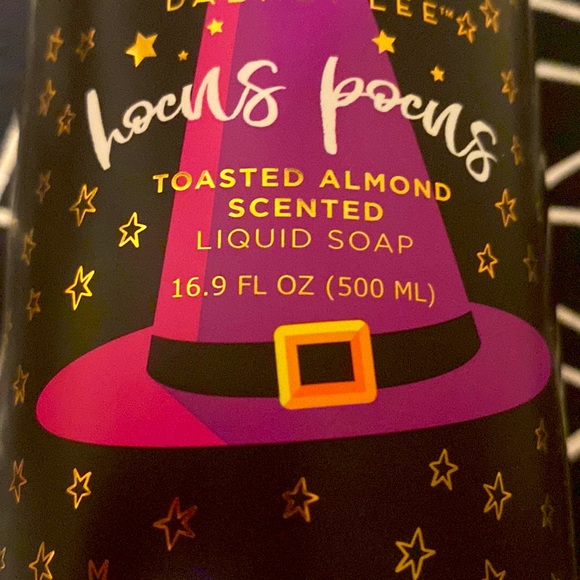 hocus pocus
TOASTED ALMOND
SCENTED
LIQUID SOAP
16.9 FL OZ (500 ML)